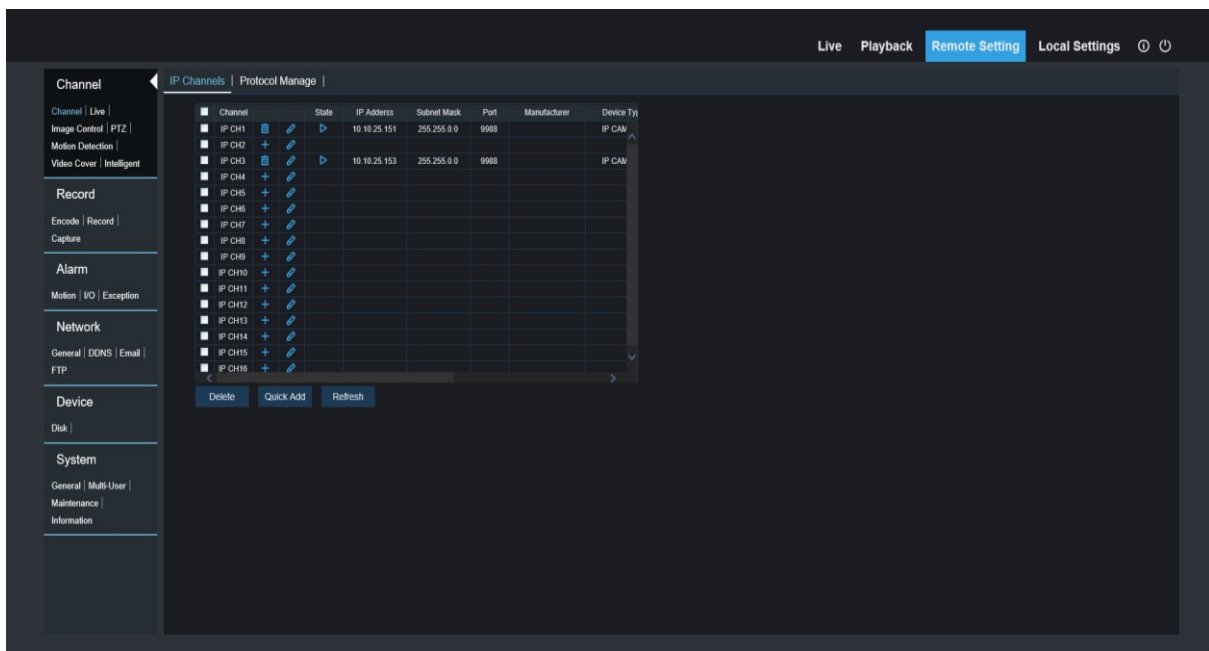 Live Playback Remote Setting Local Settings
Channel
Channel | Live |
Image Control | PTZ |
Motion Detection |
Video Cover | Intelligent
Record
Encode | Record |
Capture
Alarm
Motion | I/O | Exception
Network
General | DDNS | Email |
FTP
Device
Disk |
System
General | Multi-User |
Maintenance |
Information
IP Channels | Protocol Manage |
Channel State IP Adderss Subnet Mask Port Manufacturer Device Typ
IP CH1 10.10.25.151 255.255.0.0 9988 IP CAM
IP CH2 +
IP CH3 10.10.25.153 255.255.0.0 9988 IP CAM
IP CH4 +
IP CH5 +
IP CH6 +
IP CH7 +
IP CH8 +
IP CH9 +
IP CH10 +
IP CH11 +
IP CH12 +
IP CH13 +
IP CH14 +
IP CH15 +
IP CH16 +
Delete Quick Add Refresh